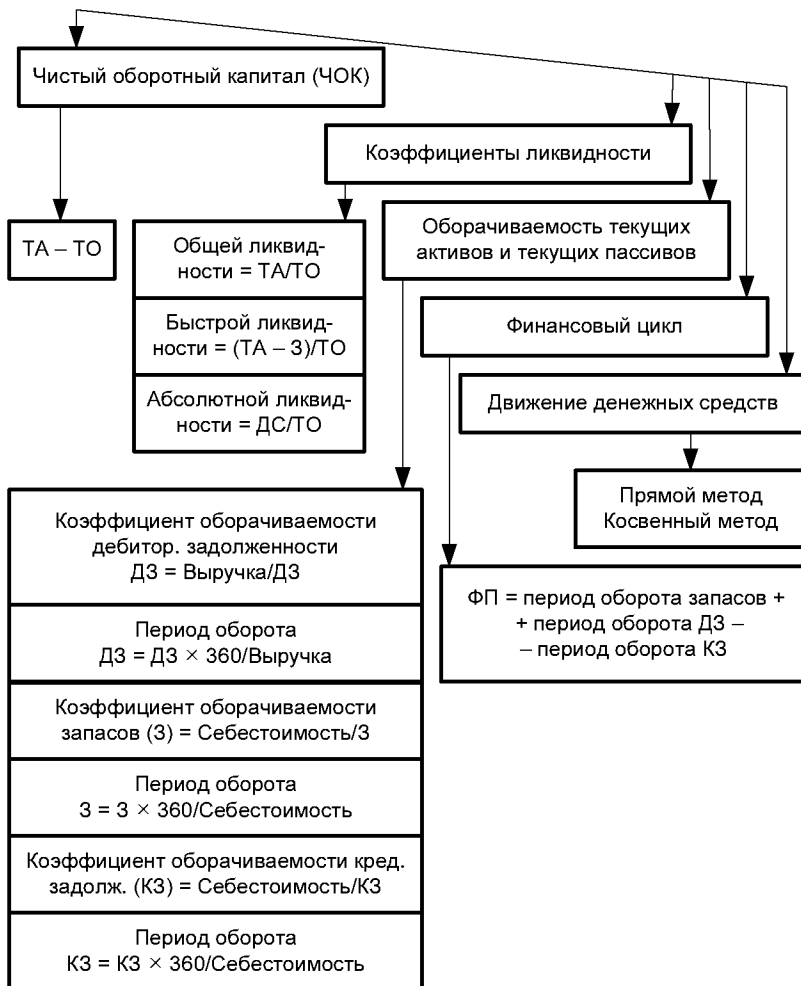 Чистый оборотный капитал (ЧОК)
Коэффициенты ликвидности
ТА – ТО
Общей ликвид-
ности = ТА/ТО
Быстрой ликвид-
ности = (ТА – З)/ТО
Абсолютной ликвид-
ности = ДС/ТО
Оборачиваемость текущих
активов и текущих пассивов
Финансовый цикл
Движение денежных средств
Прямой метод
Косвенный метод
Коэффициент оборачиваемости
дебитор. задолженности
ДЗ = Выручка/ДЗ
Период оборота
ДЗ = ДЗ × 360/Выручка
Коэффициент оборачиваемости
запасов (З) = Себестоимость/З
Период оборота
З = З × 360/Себестоимость
Коэффициент оборачиваемости кред.
задолж. (КЗ) = Себестоимость/КЗ
Период оборота
КЗ = КЗ × 360/Себестоимость
ФП = период оборота запасов +
+ период оборота ДЗ –
– период оборота КЗ